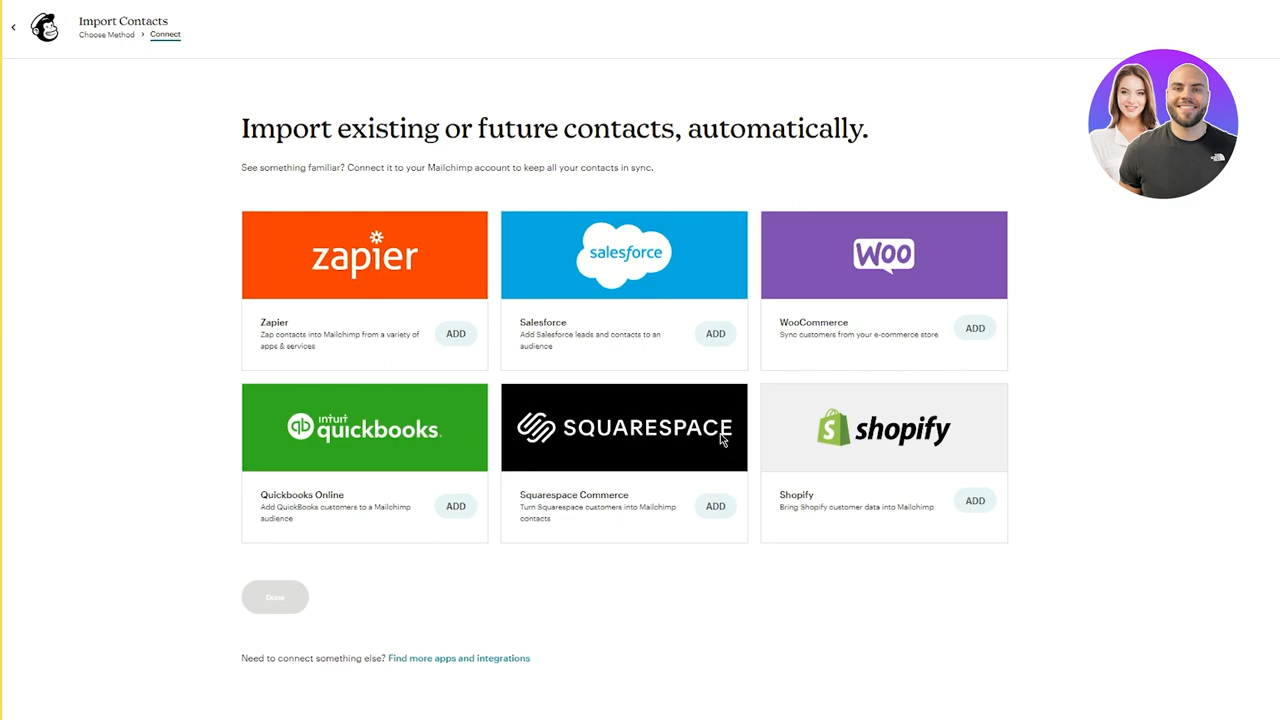 Import Contacts
Choose Method > Connect
Import existing or future contacts, automatically.
See something familiar? Connect it to your Mailchimp account to keep all your contacts in sync.
zapier
salesforce
WOO
Zapier
Zap contacts into Mailchimp from a variety of
apps & services
ADD
Salesforce
Add Salesforce leads and contacts to an
audience
ADD
WooCommerce
Sync customers from your e-commerce store
ADD
qb intuit quickbooks.
SQUARESPACE
shopify
Quickbooks Online
Add QuickBooks customers to a Mailchimp
audience
ADD
Squarespace Commerce
Turn Squarespace customers into Mailchimp
contacts
ADD
Shopify
Bring Shopify customer data into Mailchimp
ADD
Done
Need to connect something else? Find more apps and integrations